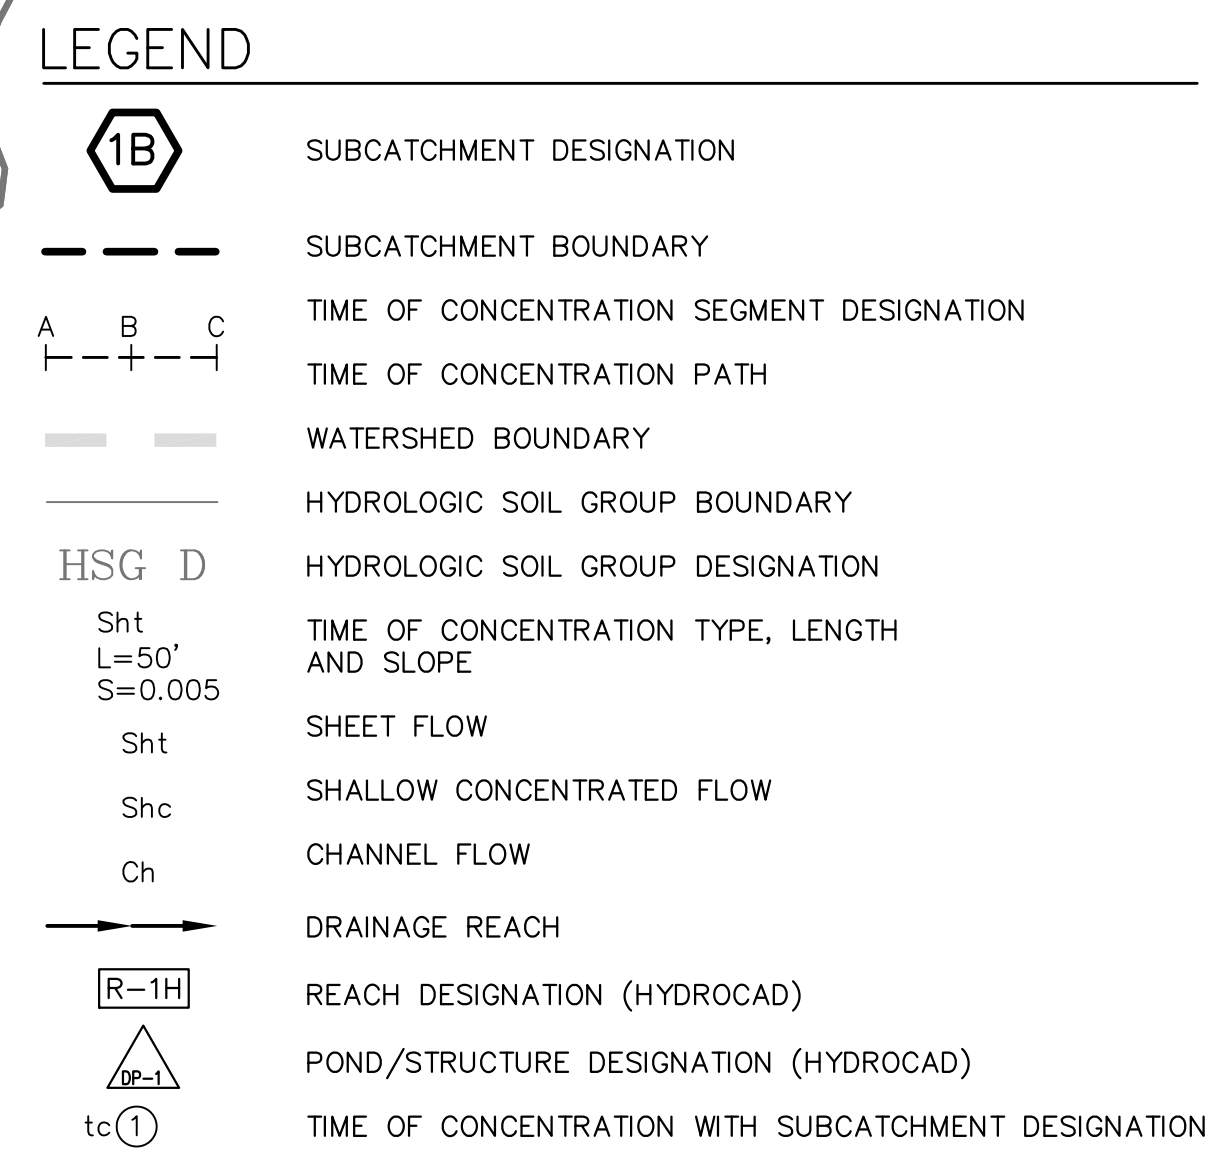 LEGEND
1B SUBCATCHMENT DESIGNATION
SUBCATCHMENT BOUNDARY
TIME OF CONCENTRATION SEGMENT DESIGNATION
A B C
TIME OF CONCENTRATION PATH
WATERSHED BOUNDARY
HYDROLOGIC SOIL GROUP BOUNDARY
HSG D HYDROLOGIC SOIL GROUP DESIGNATION
Sht
L=50'
S=0.005
TIME OF CONCENTRATION TYPE, LENGTH
AND SLOPE
Sht SHEET FLOW
Shc SHALLOW CONCENTRATED FLOW
Ch CHANNEL FLOW
DRAINAGE REACH
R-1H REACH DESIGNATION (HYDROCAD)
DP-1 POND/STRUCTURE DESIGNATION (HYDROCAD)
tc 1 TIME OF CONCENTRATION WITH SUBCATCHMENT DESIGNATION